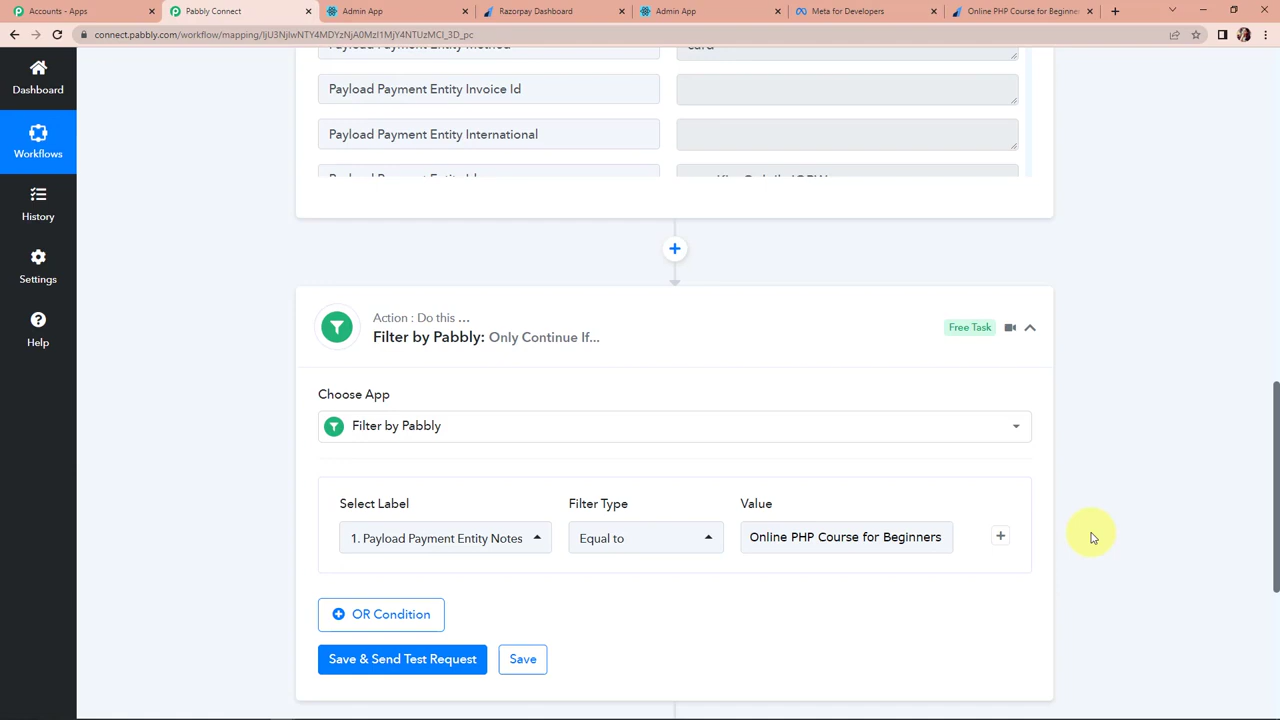 Accounts - Apps
Pabbly Connect
Admin App
Razorpay Dashboard
Admin App
Meta for Developers
Online PHP Course for Beginner
connect.pabbly.com/workflow/mapping/IjU3NjIwNTY4MDYzNjA0MzI1MjY4NTUzMCI_3D_pc
Dashboard
Workflows
History
Settings
Help
Payload Payment Entity Method
card
Payload Payment Entity Invoice Id
Payload Payment Entity International
Action : Do this ...
Filter by Pabbly: Only Continue If...
Free Task
Choose App
Filter by Pabbly
Select Label
Filter Type
Value
1. Payload Payment Entity Notes
Equal to
Online PHP Course for Beginners
OR Condition
Save & Send Test Request
Save